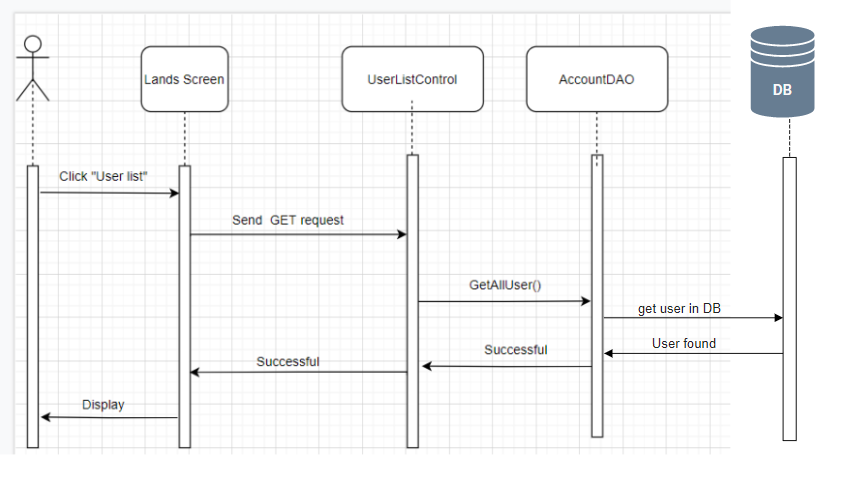 Lands Screen
UserListControl
AccountDAO
DB
Click "User list"
Send GET request
GetAllUser()
get user in DB
User found
Successful
Successful
Display